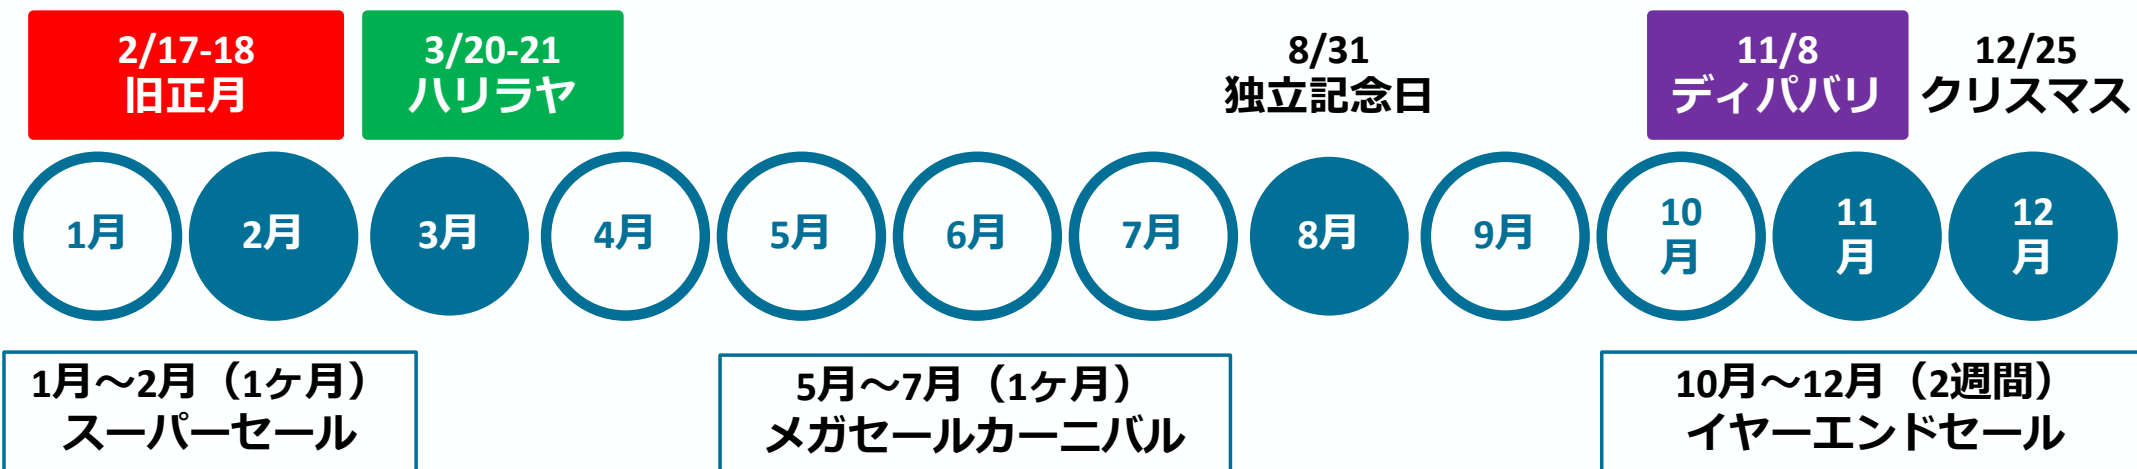 2/17-18
旧正月
3/20-21
ハリラヤ
8/31
独立記念日
11/8
ディパバリ
12/25
クリスマス
1月
2月
3月
4月
5月
6月
7月
8月
9月
10
月
11
月
12
月
1月～2月（1ヶ月）
スーパーセール
5月～7月（1ヶ月）
メガセールカーニバル
10月～12月（2週間）
イヤーエンドセール